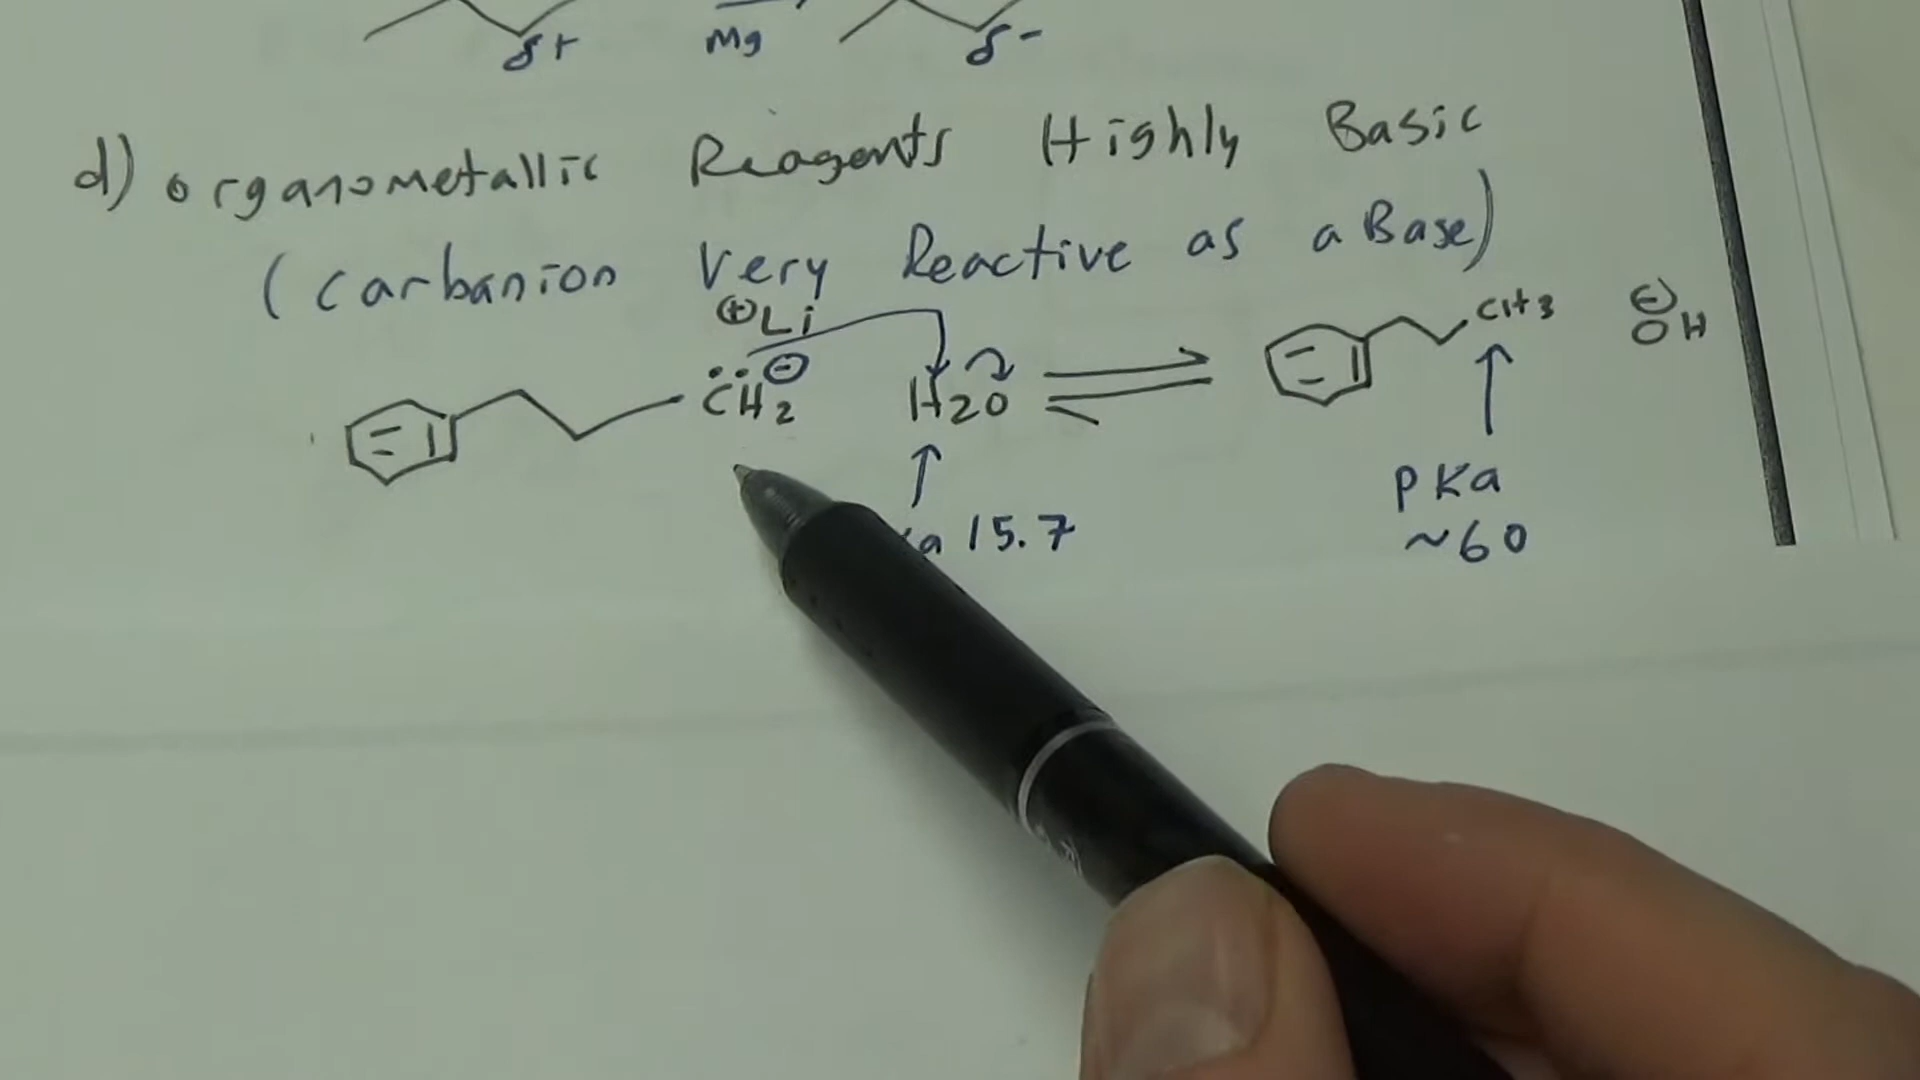 δ+ Mg δ-
d) organometallic Reagents Highly Basic
(carbanion Very Reactive as a Base)
⊕Li
CH2 ⊖ H2O CH3 ⊖OH
a 15.7
pKa
~60